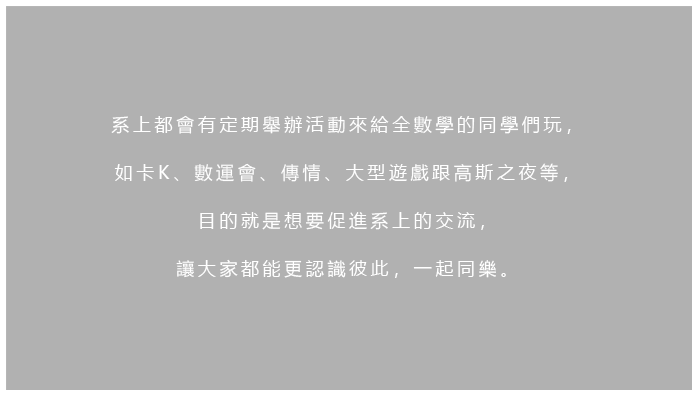 系上都會有定期舉辦活動來給全數學的同學們玩，
如卡K、數運會、傳情、大型遊戲跟高斯之夜等，
目的就是想要促進系上的交流，
讓大家都能更認識彼此，一起同樂。